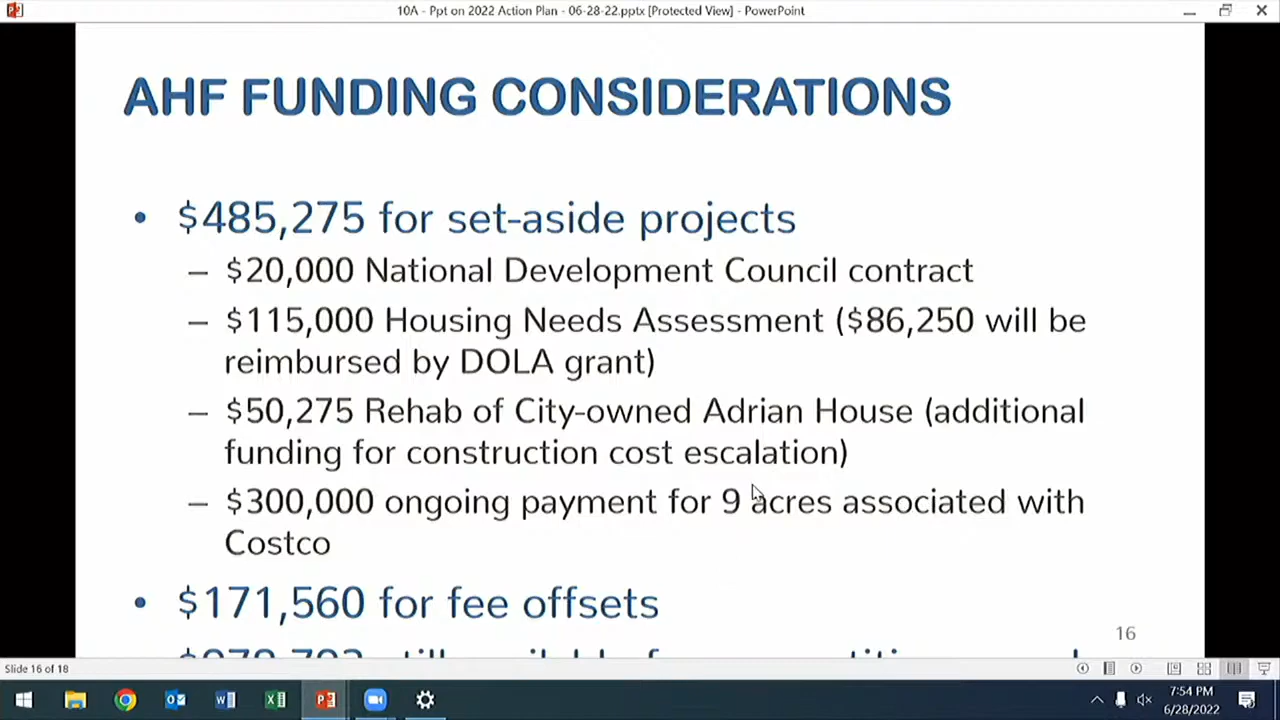 10A - Ppt on 2022 Action Plan - 06-28-22.pptx [Protected View] - PowerPoint
AHF FUNDING CONSIDERATIONS
• $485,275 for set-aside projects
– $20,000 National Development Council contract
– $115,000 Housing Needs Assessment ($86,250 will be
reimbursed by DOLA grant)
– $50,275 Rehab of City-owned Adrian House (additional
funding for construction cost escalation)
– $300,000 ongoing payment for 9 acres associated with
Costco
• $171,560 for fee offsets
16
Slide 16 of 18
7:54 PM
6/28/2022